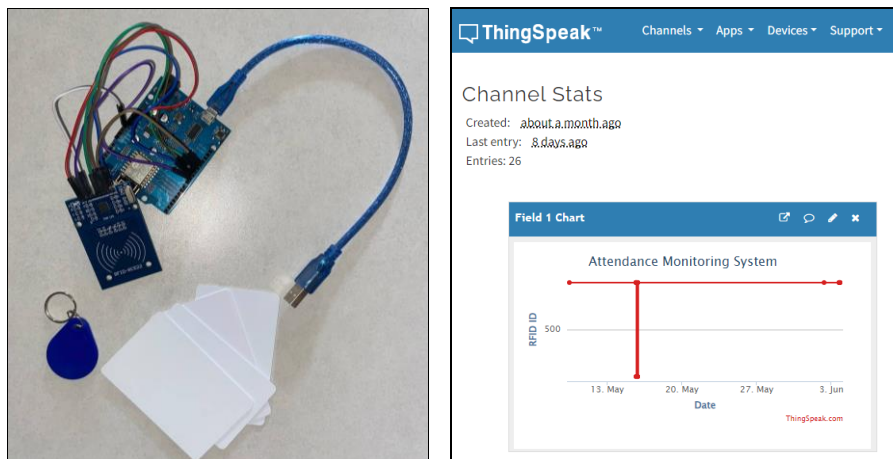 RFID-RC522
ThingSpeak™
Channels Apps Devices Support
Channel Stats
Created: about a month ago
Last entry: 8 days ago
Entries: 26
Field 1 Chart
Attendance Monitoring System
RFID ID
500
13. May 20. May 27. May 3. Jun
Date
ThingSpeak.com